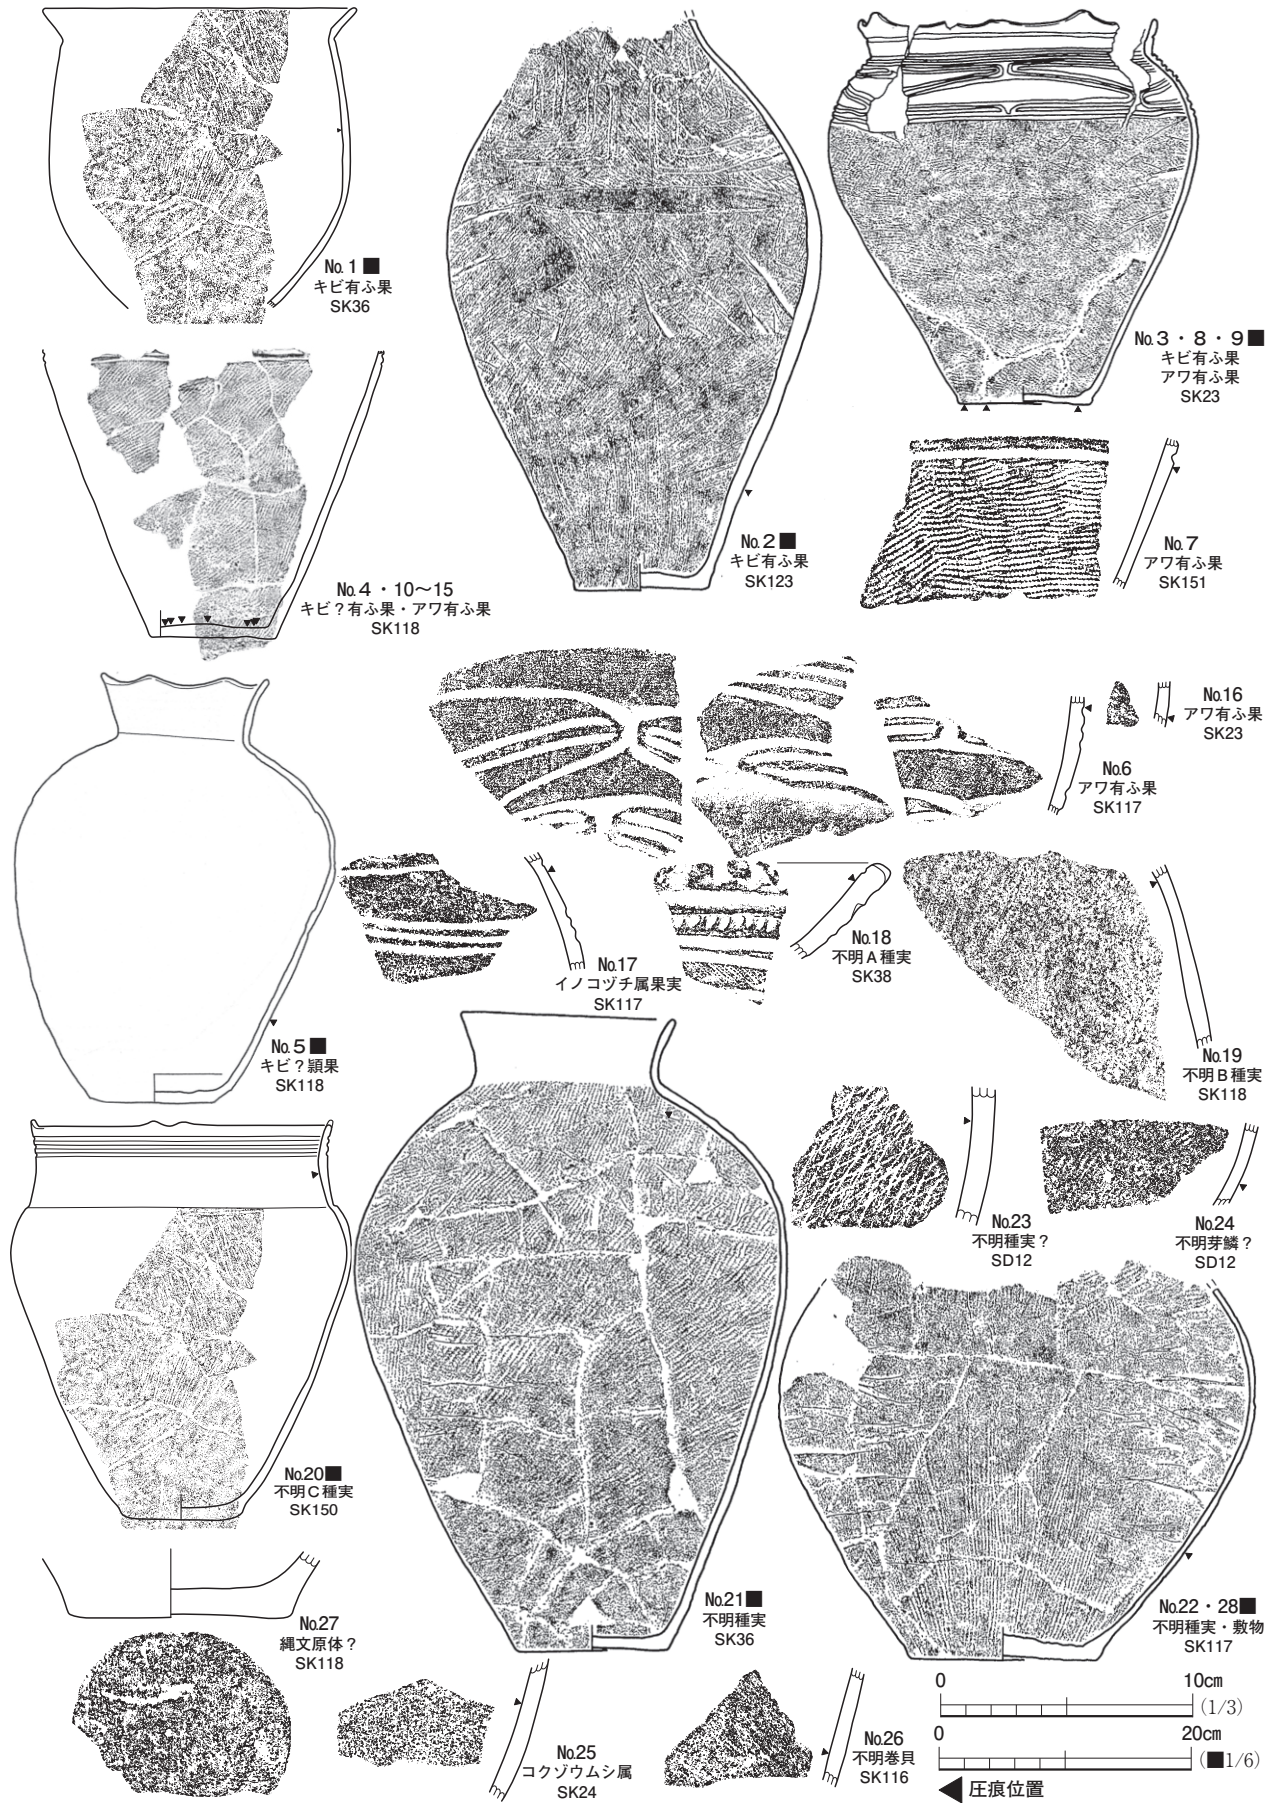 No.1■
キビ有ふ果
SK36
No.2■
キビ有ふ果
SK123
No.3・8・9■
キビ有ふ果
アワ有ふ果
SK23
No.4・10～15
キビ？有ふ果・アワ有ふ果
SK118
No.7
アワ有ふ果
SK151
No.16
アワ有ふ果
SK23
No.6
アワ有ふ果
SK117
No.5■
キビ？穎果
SK118
No.17
イノコヅチ属果実
SK117
No.18
不明A種実
SK38
No.19
不明B種実
SK118
No.20■
不明C種実
SK150
No.21■
不明種実
SK36
No.23
不明種実？
SD12
No.24
不明芽鱗？
SD12
No.22・28■
不明種実・敷物
SK117
No.27
縄文原体？
SK118
No.25
コクゾウムシ属
SK24
No.26
不明巻貝
SK116
0 10cm
(1/3)
0 20cm
(■1/6)
◀圧痕位置